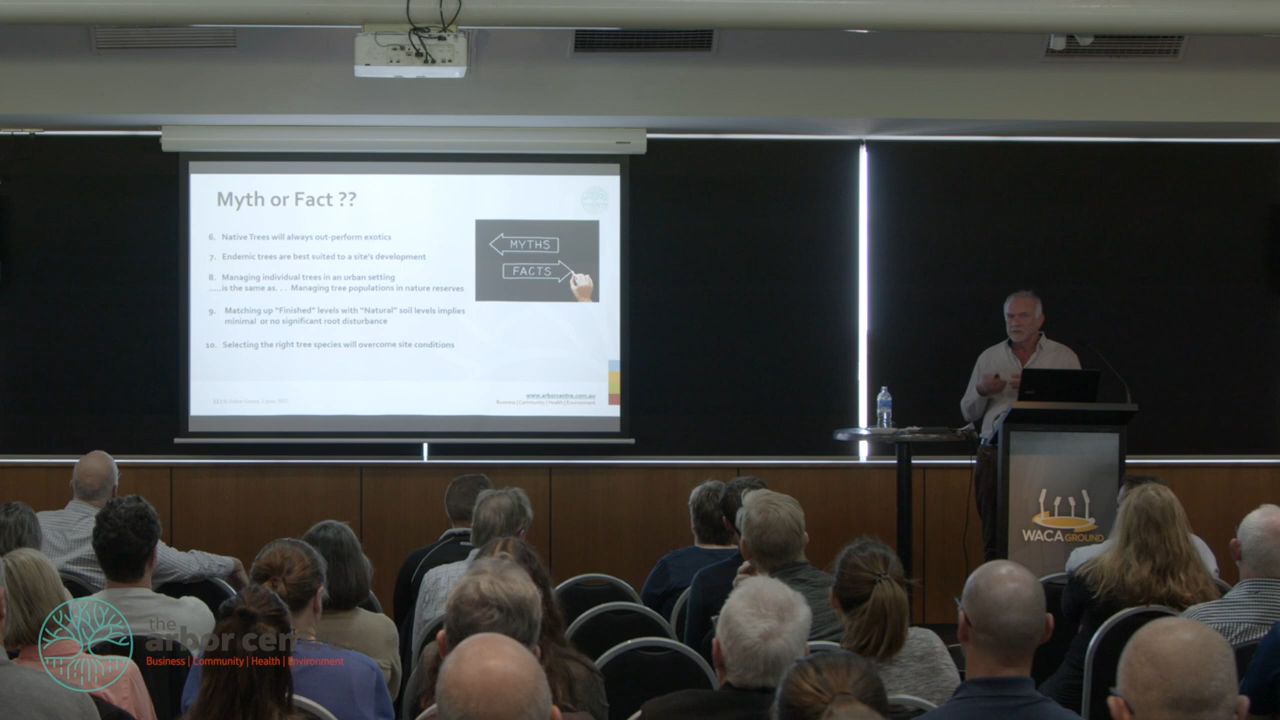 Myth or Fact ??
6. Native Trees will always out-perform exotics
7. Endemic trees are best suited to a site's development
8. Managing individual trees in an urban setting
.....is the same as. . . Managing tree populations in nature reserves
9. Matching up "Finished" levels with "Natural" soil levels implies
minimal or no significant root disturbance
10. Selecting the right tree species will overcome site conditions
MYTHS
FACTS
www.arborcentre.com.au
Business | Community | Health | Environment
WACAGROUND
the
arbor cen
Business | Community | Health | Environment